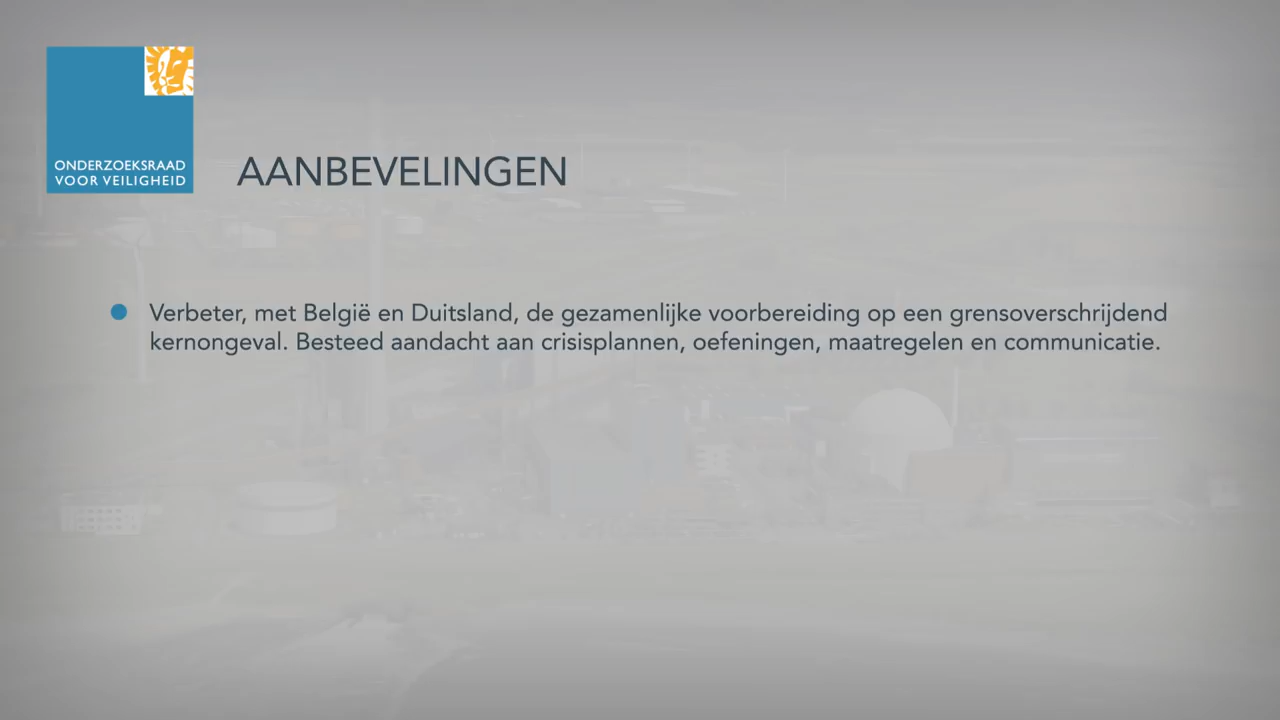 ONDERZOEKSRAAD
VOOR VEILIGHEID
AANBEVELINGEN
Verbeter, met België en Duitsland, de gezamenlijke voorbereiding op een grensoverschrijdend
kernongeval. Besteed aandacht aan crisisplannen, oefeningen, maatregelen en communicatie.